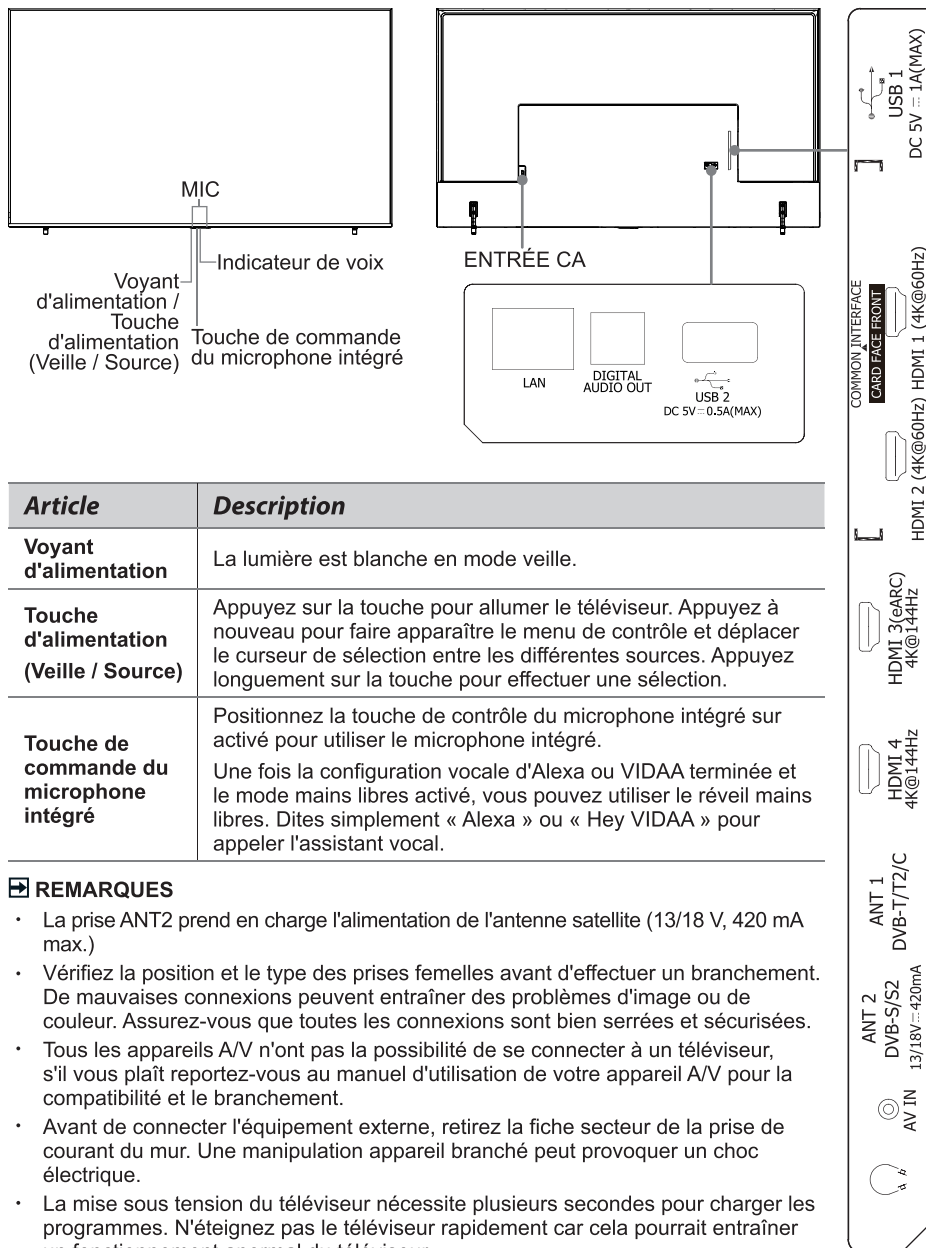 MIC
Indicateur de voix
Voyant
d'alimentation /
Touche
d'alimentation
(Veille / Source)
Touche de commande
du microphone intégré
ENTRÉE CA
LAN
DIGITAL
AUDIO OUT
USB 2
DC 5V⎓0.5A(MAX)
USB 1
DC 5V ⎓ 1A(MAX)
COMMON INTERFACE
CARD FACE FRONT
HDMI 1 (4K@60Hz)
HDMI 2 (4K@60Hz)
HDMI 3(eARC)
4K@144Hz
HDMI 4
4K@144Hz
ANT 1
DVB-T/T2/C
ANT 2
DVB-S/S2
13/18V⎓420mA
AV IN
Article Description
Voyant
d'alimentation
La lumière est blanche en mode veille.
Touche
d'alimentation
(Veille / Source)
Appuyez sur la touche pour allumer le téléviseur. Appuyez à
nouveau pour faire apparaître le menu de contrôle et déplacer
le curseur de sélection entre les différentes sources. Appuyez
longuement sur la touche pour effectuer une sélection.
Touche de
commande du
microphone
intégré
Positionnez la touche de contrôle du microphone intégré sur
activé pour utiliser le microphone intégré.
Une fois la configuration vocale d'Alexa ou VIDAA terminée et
le mode mains libres activé, vous pouvez utiliser le réveil mains
libres. Dites simplement « Alexa » ou « Hey VIDAA » pour
appeler l'assistant vocal.
REMARQUES
• La prise ANT2 prend en charge l'alimentation de l'antenne satellite (13/18 V, 420 mA
max.)
• Vérifiez la position et le type des prises femelles avant d'effectuer un branchement.
De mauvaises connexions peuvent entraîner des problèmes d'image ou de
couleur. Assurez-vous que toutes les connexions sont bien serrées et sécurisées.
• Tous les appareils A/V n'ont pas la possibilité de se connecter à un téléviseur,
s'il vous plaît reportez-vous au manuel d'utilisation de votre appareil A/V pour la
compatibilité et le branchement.
• Avant de connecter l'équipement externe, retirez la fiche secteur de la prise de
courant du mur. Une manipulation appareil branché peut provoquer un choc
électrique.
• La mise sous tension du téléviseur nécessite plusieurs secondes pour charger les
programmes. N'éteignez pas le téléviseur rapidement car cela pourrait entraîner